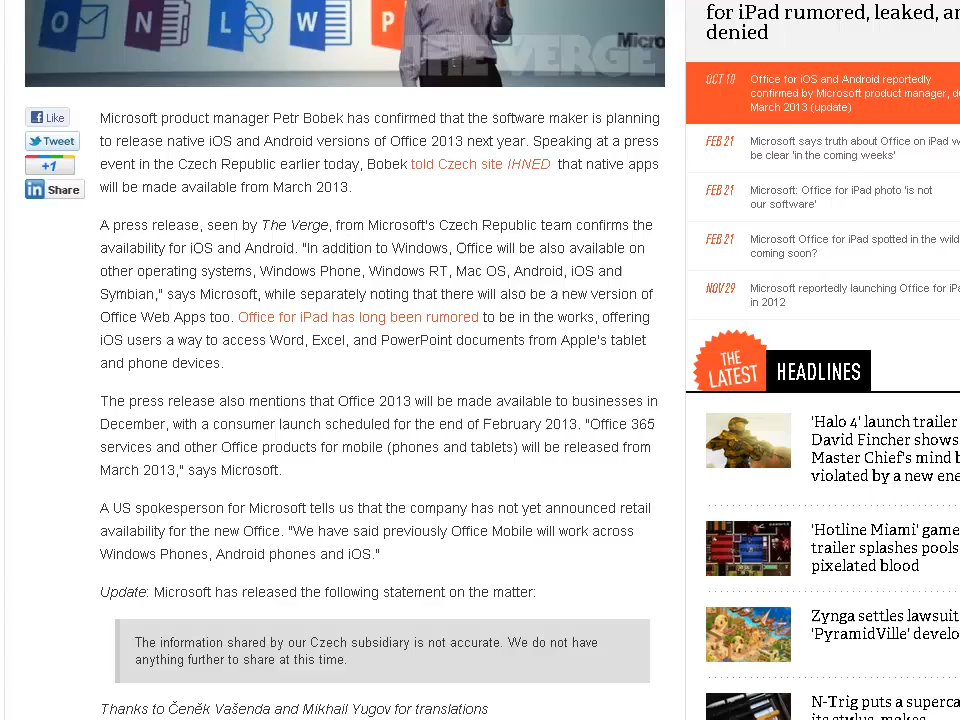 O
N
W
P
Micro
THE VERGE
Like
Tweet
+1
in Share
Microsoft product manager Petr Bobek has confirmed that the software maker is planning
to release native iOS and Android versions of Office 2013 next year. Speaking at a press
event in the Czech Republic earlier today, Bobek told Czech site IHNED that native apps
will be made available from March 2013.
A press release, seen by The Verge, from Microsoft's Czech Republic team confirms the
availability for iOS and Android. "In addition to Windows, Office will be also available on
other operating systems, Windows Phone, Windows RT, Mac OS, Android, iOS and
Symbian," says Microsoft, while separately noting that there will also be a new version of
Office Web Apps too. Office for iPad has long been rumored to be in the works, offering
iOS users a way to access Word, Excel, and PowerPoint documents from Apple's tablet
and phone devices.
The press release also mentions that Office 2013 will be made available to businesses in
December, with a consumer launch scheduled for the end of February 2013. "Office 365
services and other Office products for mobile (phones and tablets) will be released from
March 2013," says Microsoft.
A US spokesperson for Microsoft tells us that the company has not yet announced retail
availability for the new Office. "We have said previously Office Mobile will work across
Windows Phones, Android phones and iOS."
Update: Microsoft has released the following statement on the matter:
The information shared by our Czech subsidiary is not accurate. We do not have
anything further to share at this time.
Thanks to Čeněk Vašenda and Mikhail Yugov for translations
for iPad rumored, leaked, an
denied
OCT 10 Office for iOS and Android reportedly
confirmed by Microsoft product manager, du
March 2013 (update)
FEB 21 Microsoft says truth about Office on iPad w
be clear 'in the coming weeks'
FEB 21 Microsoft: Office for iPad photo 'is not
our software'
FEB 21 Microsoft Office for iPad spotted in the wild
coming soon?
NOV 29 Microsoft reportedly launching Office for iPa
in 2012
THE
LATEST
HEADLINES
'Halo 4' launch trailer
David Fincher shows
Master Chief's mind b
violated by a new ene
'Hotline Miami' game
trailer splashes pools
pixelated blood
Zynga settles lawsuit
'PyramidVille' develo
N-Trig puts a superca
its stylus, makes